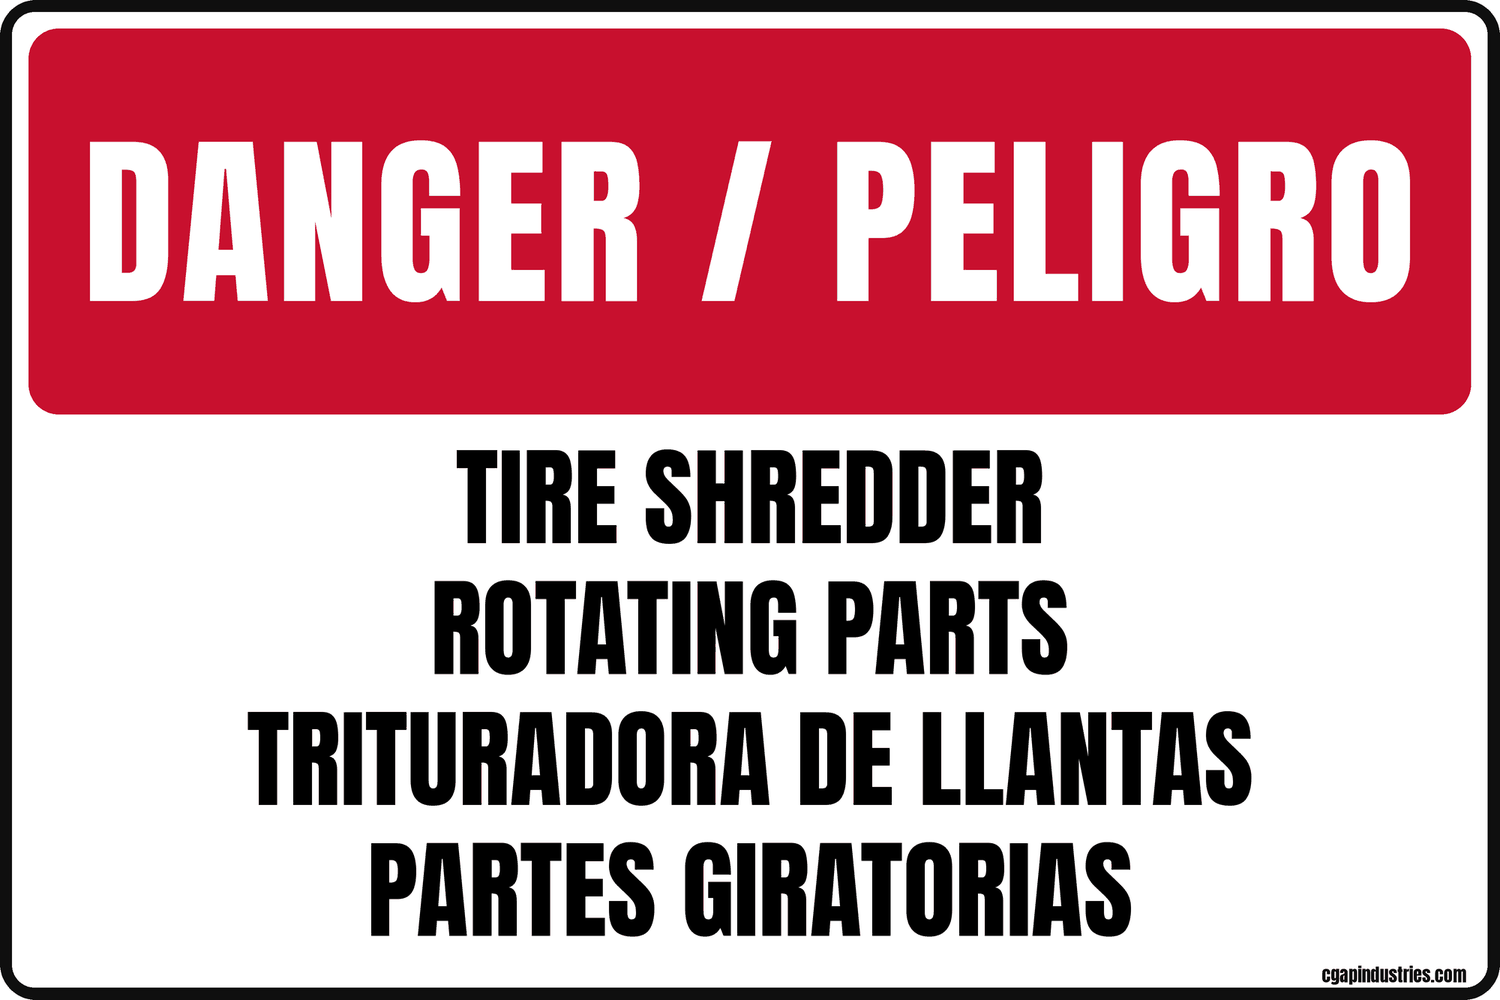 DANGER / PELIGRO
TIRE SHREDDER
ROTATING PARTS
TRITURADORA DE LLANTAS
PARTES GIRATORIAS
cgapindustries.com